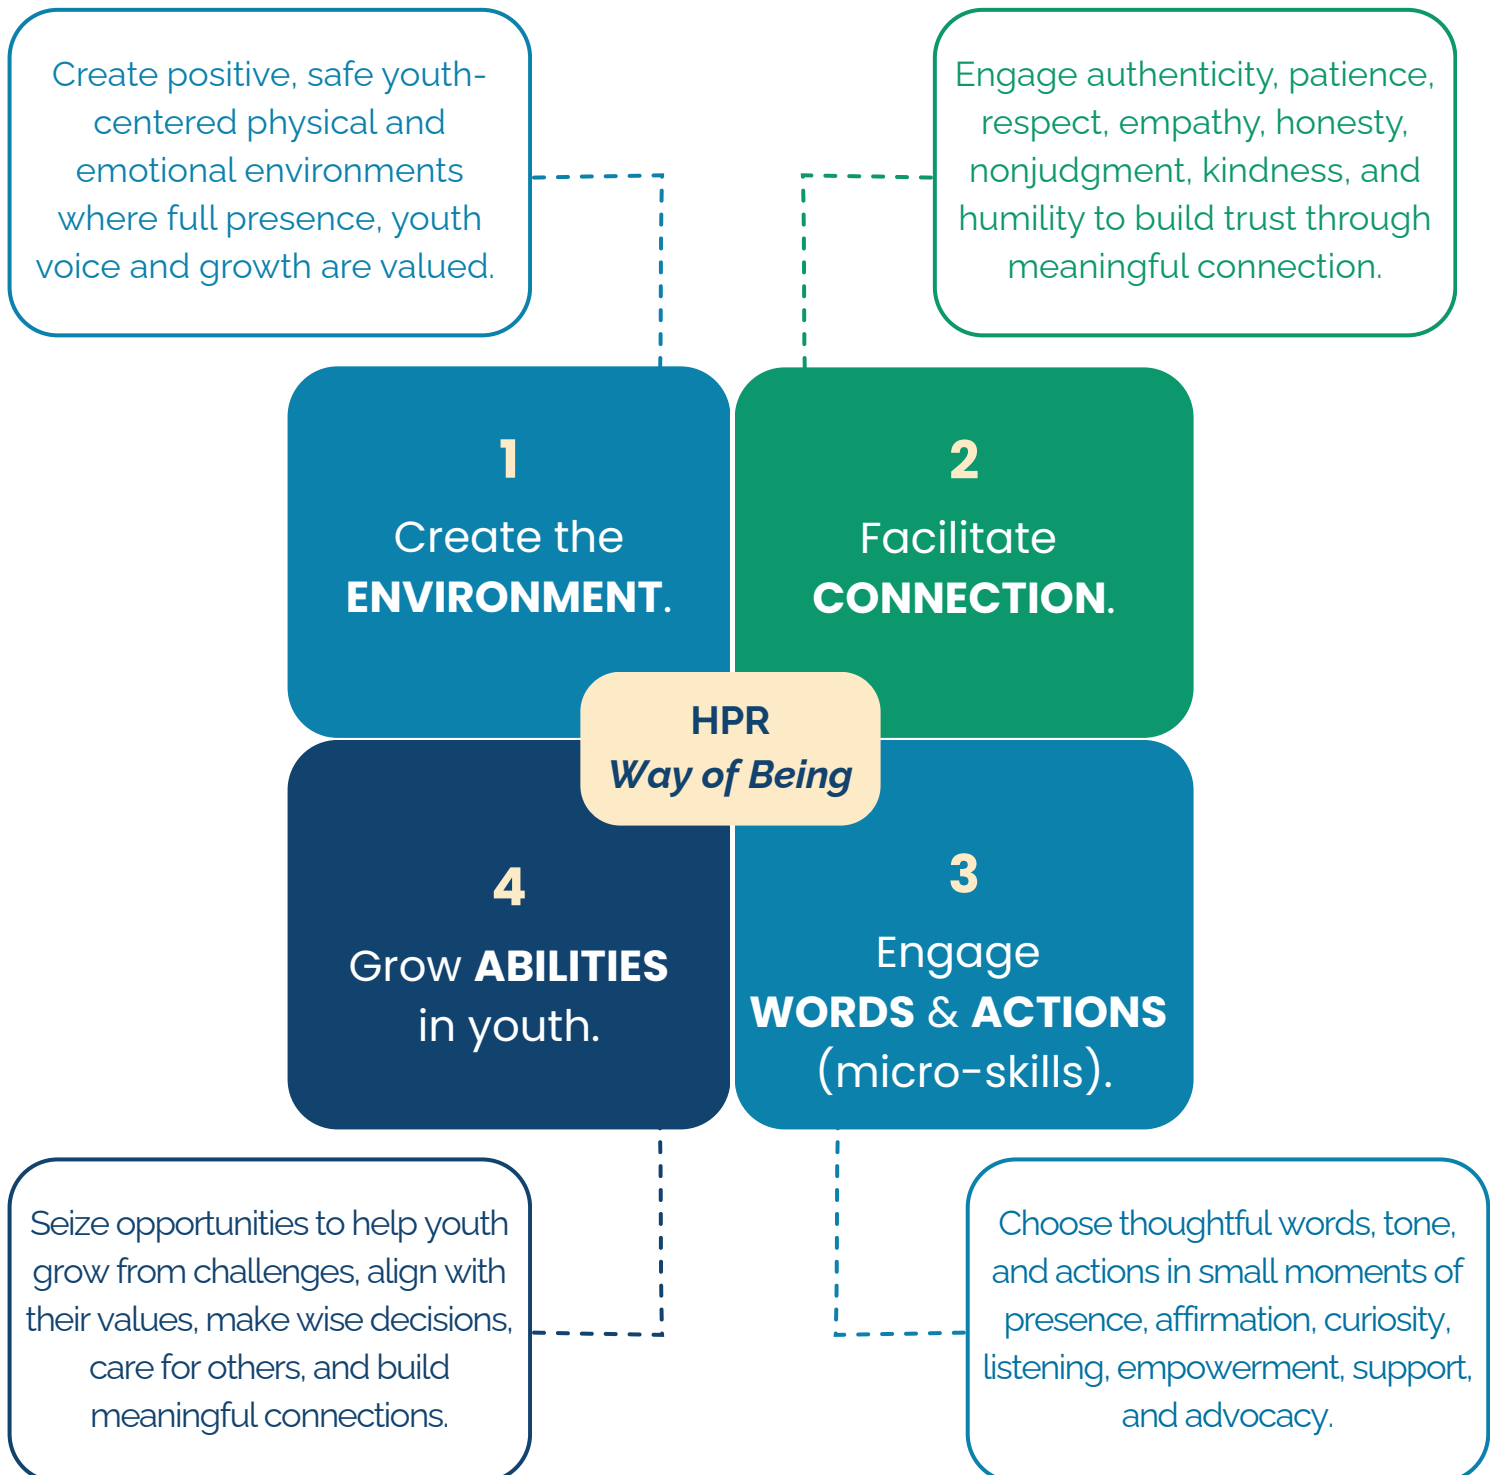 Create positive, safe youth-
centered physical and
emotional environments
where full presence, youth
voice and growth are valued.
Engage authenticity, patience,
respect, empathy, honesty,
nonjudgment, kindness, and
humility to build trust through
meaningful connection.
1
Create the
ENVIRONMENT.
2
Facilitate
CONNECTION.
HPR
Way of Being
3
Engage
WORDS & ACTIONS
(micro-skills).
4
Grow ABILITIES
in youth.
Choose thoughtful words, tone,
and actions in small moments of
presence, affirmation, curiosity,
listening, empowerment, support,
and advocacy.
Seize opportunities to help youth
grow from challenges, align with
their values, make wise decisions,
care for others, and build
meaningful connections.